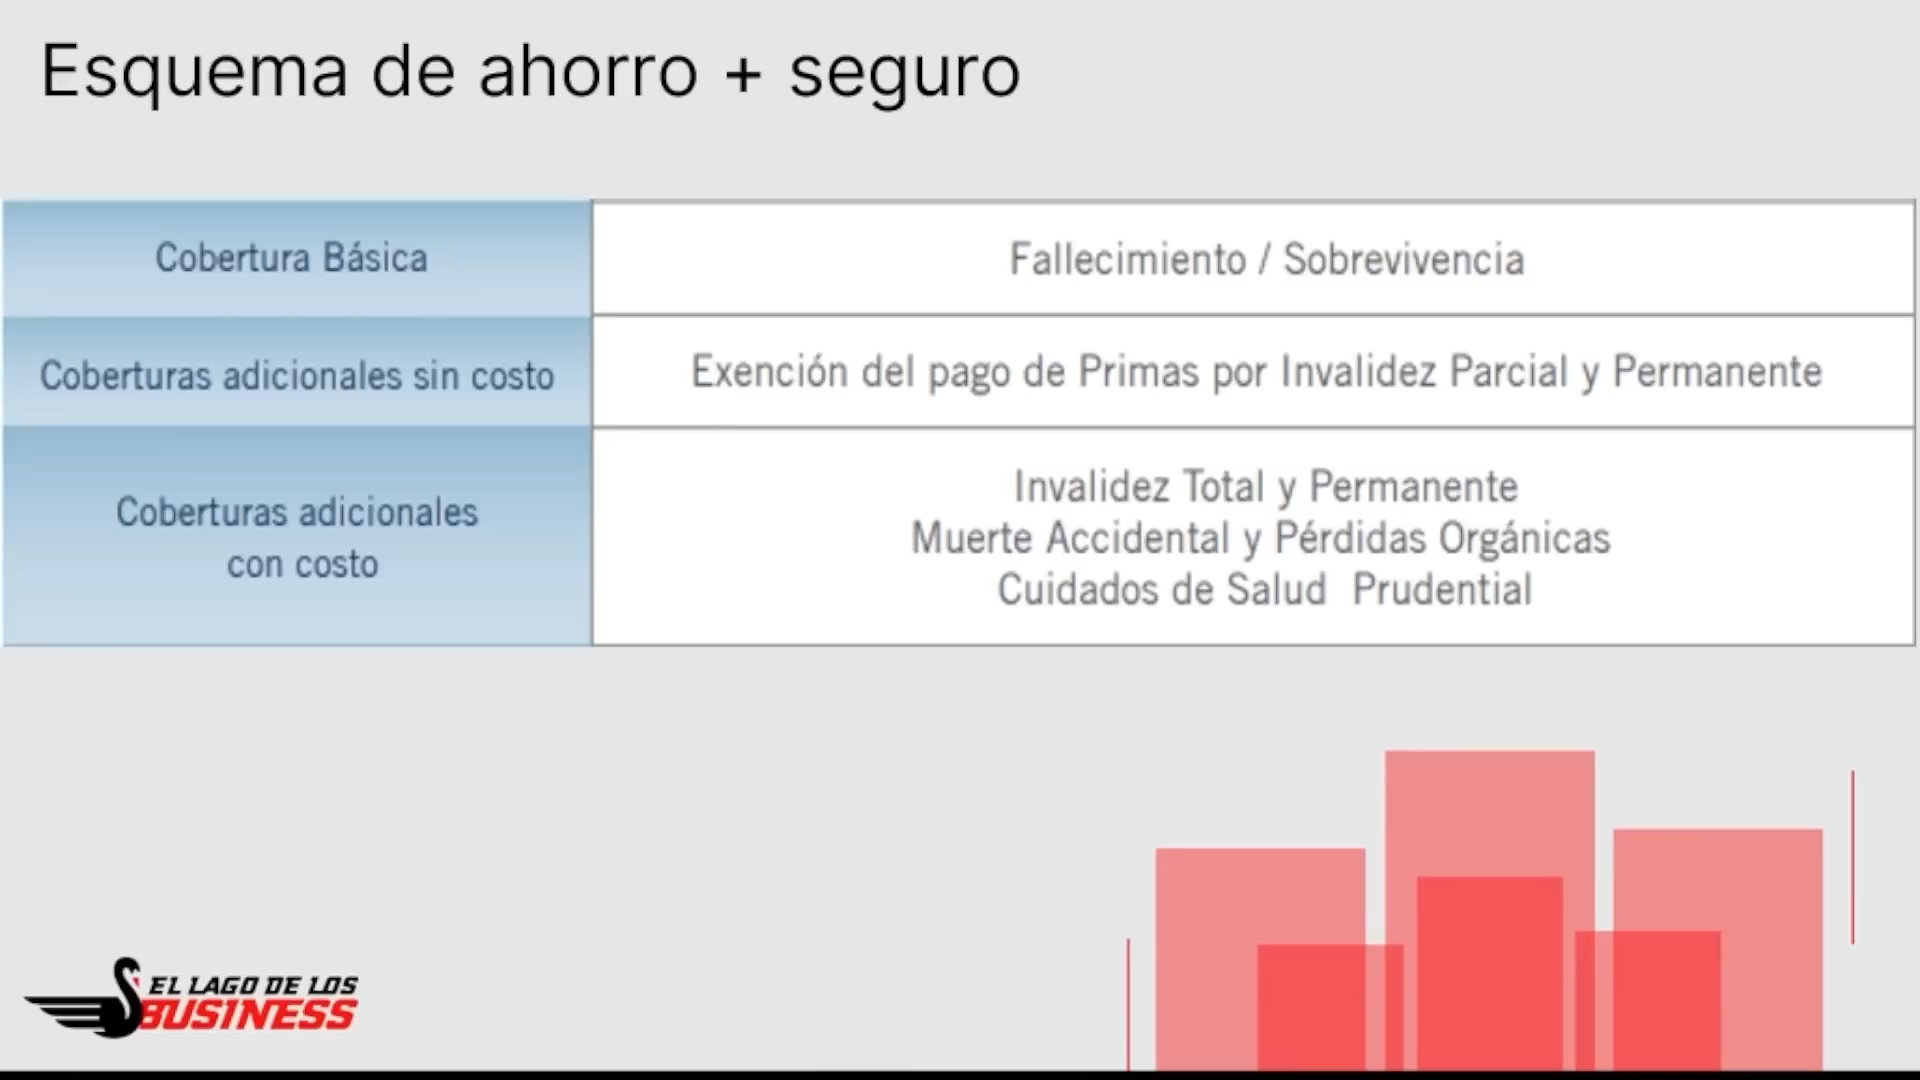 Esquema de ahorro + seguro
Cobertura Básica
Fallecimiento / Sobrevivencia
Coberturas adicionales sin costo
Exención del pago de Primas por Invalidez Parcial y Permanente
Coberturas adicionales
con costo
Invalidez Total y Permanente
Muerte Accidental y Pérdidas Orgánicas
Cuidados de Salud Prudential
EL LAGO DE LOS
BUSINESS